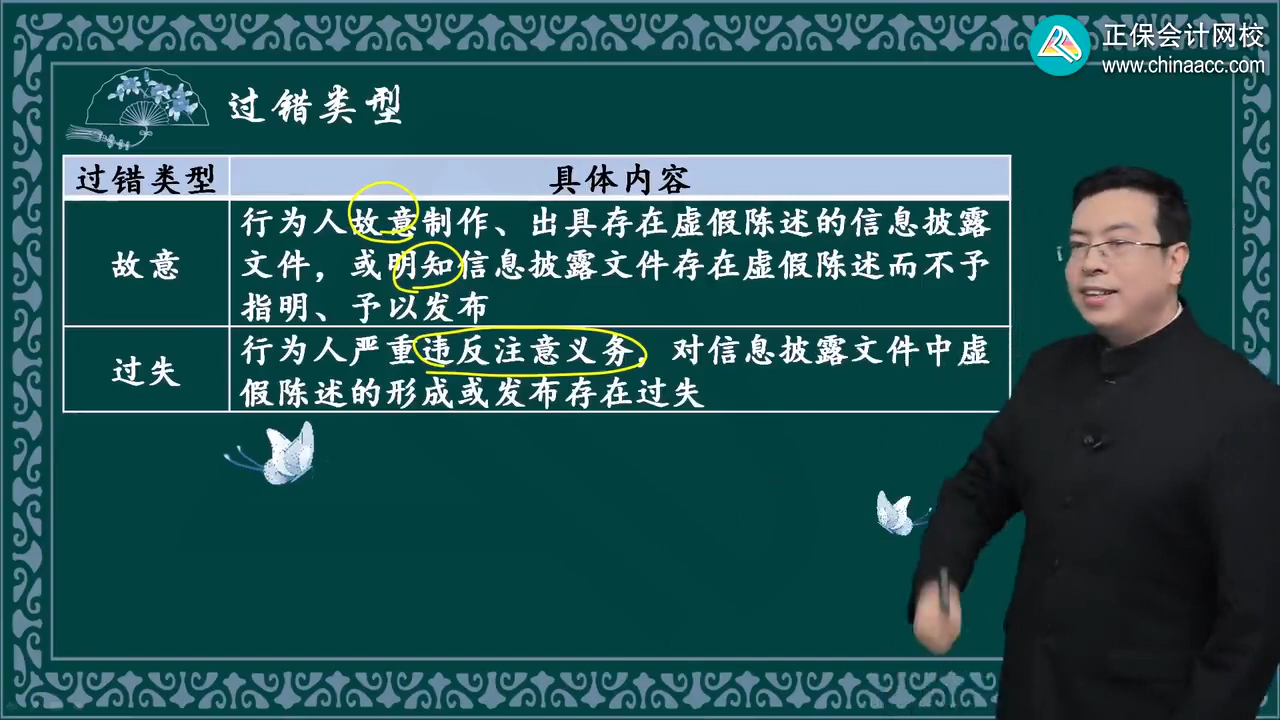 正保会计网校
www.chinaacc.com
过错类型
过错类型
具体内容
故意
行为人故意制作、出具存在虚假陈述的信息披露
文件，或明知信息披露文件存在虚假陈述而不予
指明、予以发布
过失
行为人严重违反注意义务，对信息披露文件中虚
假陈述的形成或发布存在过失